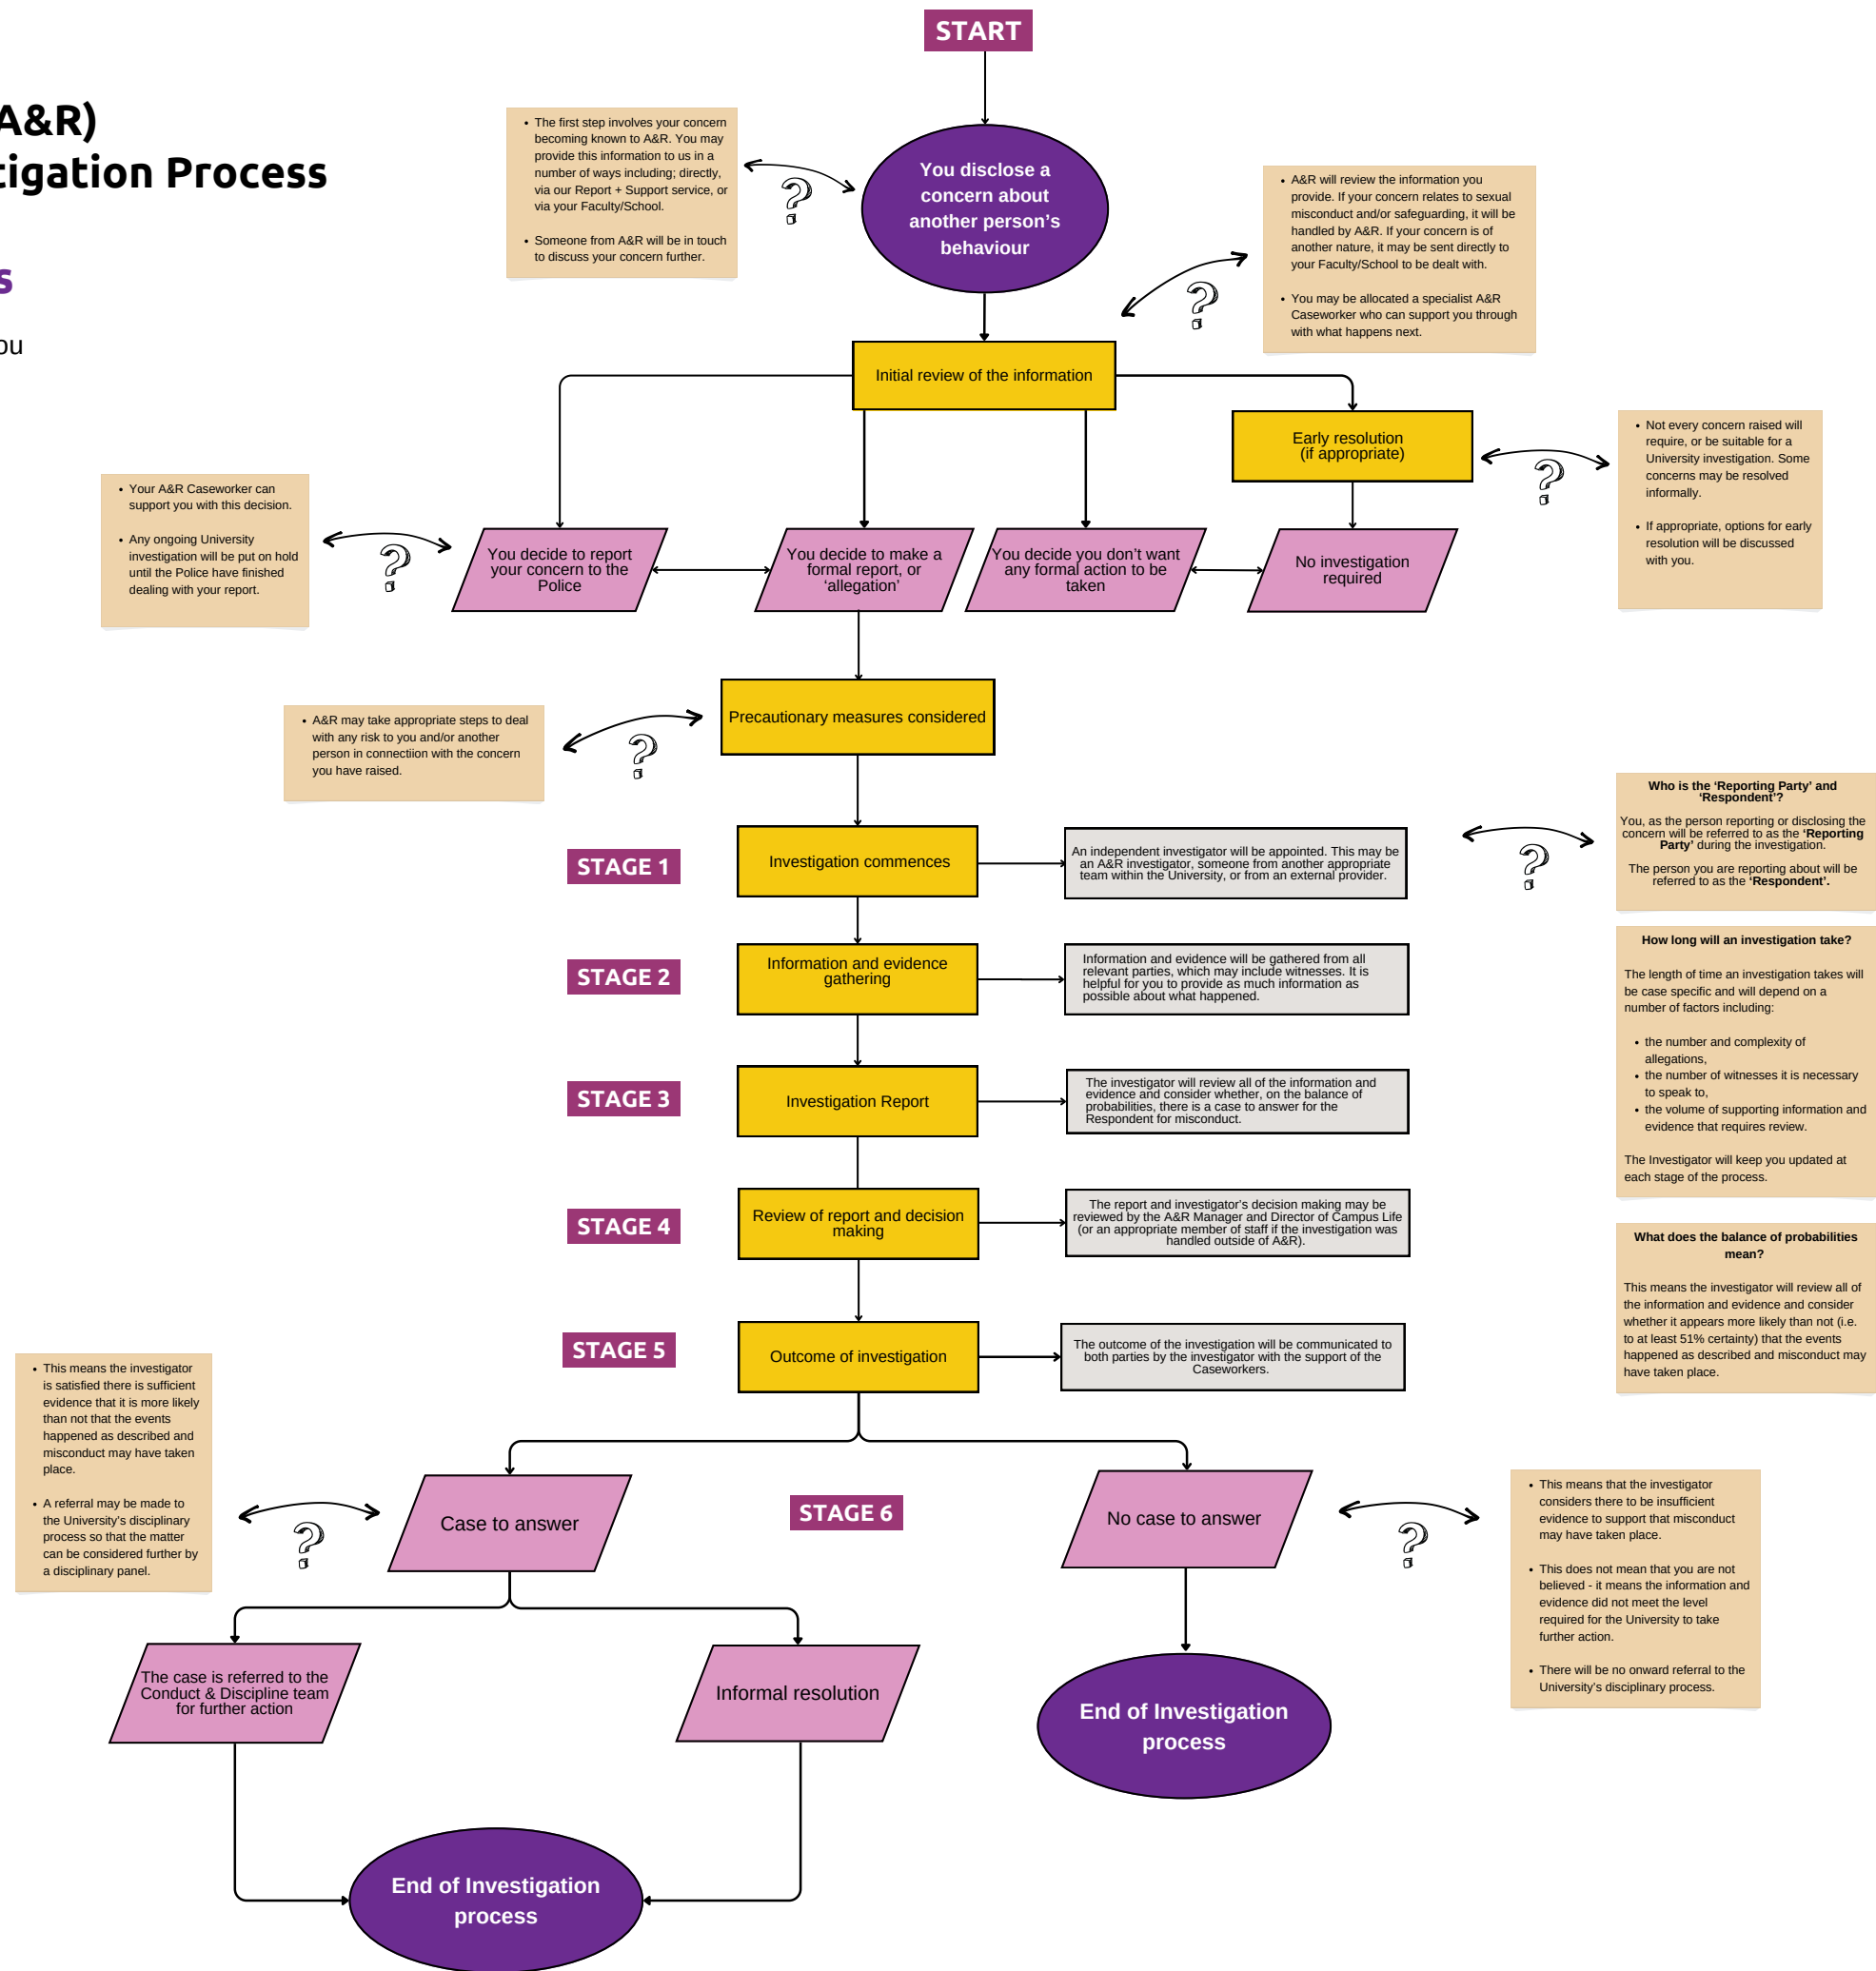 START
A&R)
tigation Process
s
ou
• The first step involves your concern
becoming known to A&R. You may
provide this information to us in a
number of ways including; directly,
via our Report + Support service, or
via your Faculty/School.
• Someone from A&R will be in touch
to discuss your concern further.
?
You disclose a
concern about
another person's
behaviour
?
• A&R will review the information you
provide. If your concern relates to sexual
misconduct and/or safeguarding, it will be
handled by A&R. If your concern is of
another nature, it may be sent directly to
your Faculty/School to be dealt with.
• You may be allocated a specialist A&R
Caseworker who can support you through
with what happens next.
Initial review of the information
Early resolution
(if appropriate)
?
• Not every concern raised will
require, or be suitable for a
University investigation. Some
concerns may be resolved
informally.
• If appropriate, options for early
resolution will be discussed
with you.
• Your A&R Caseworker can
support you with this decision.
• Any ongoing University
investigation will be put on hold
until the Police have finished
dealing with your report.
?
You decide to report
your concern to the
Police
You decide to make a
formal report, or
‘allegation’
You decide you don’t want
any formal action to be
taken
No investigation
required
• A&R may take appropriate steps to deal
with any risk to you and/or another
person in connectiion with the concern
you have raised.
?
Precautionary measures considered
STAGE 1
Investigation commences
An independent investigator will be appointed. This may be
an A&R investigator, someone from another appropriate
team within the University, or from an external provider.
?
Who is the ‘Reporting Party’ and
‘Respondent’?
You, as the person reporting or disclosing the
concern will be referred to as the ‘Reporting
Party’ during the investigation.
The person you are reporting about will be
referred to as the ‘Respondent’.
STAGE 2
Information and evidence
gathering
Information and evidence will be gathered from all
relevant parties, which may include witnesses. It is
helpful for you to provide as much information as
possible about what happened.
How long will an investigation take?
The length of time an investigation takes will
be case specific and will depend on a
number of factors including:
• the number and complexity of
allegations,
• the number of witnesses it is necessary
to speak to,
• the volume of supporting information and
evidence that requires review.
The Investigator will keep you updated at
each stage of the process.
STAGE 3
Investigation Report
The investigator will review all of the information and
evidence and consider whether, on the balance of
probabilities, there is a case to answer for the
Respondent for misconduct.
STAGE 4
Review of report and decision
making
The report and investigator’s decision making may be
reviewed by the A&R Manager and Director of Campus Life
(or an appropriate member of staff if the investigation was
handled outside of A&R).
What does the balance of probabilities
mean?
This means the investigator will review all of
the information and evidence and consider
whether it appears more likely than not (i.e.
to at least 51% certainty) that the events
happened as described and misconduct may
have taken place.
STAGE 5
Outcome of investigation
The outcome of the investigation will be communicated to
both parties by the investigator with the support of the
Caseworkers.
• This means the investigator
is satisfied there is sufficient
evidence that it is more likely
than not that the events
happened as described and
misconduct may have taken
place.
• A referral may be made to
the University’s disciplinary
process so that the matter
can be considered further by
a disciplinary panel.
?
Case to answer
STAGE 6
No case to answer
?
• This means that the investigator
considers there to be insufficient
evidence to support that misconduct
may have taken place.
• This does not mean that you are not
believed - it means the information and
evidence did not meet the level
required for the University to take
further action.
• There will be no onward referral to the
University’s disciplinary process.
The case is referred to the
Conduct & Discipline team
for further action
Informal resolution
End of Investigation
process
End of Investigation
process